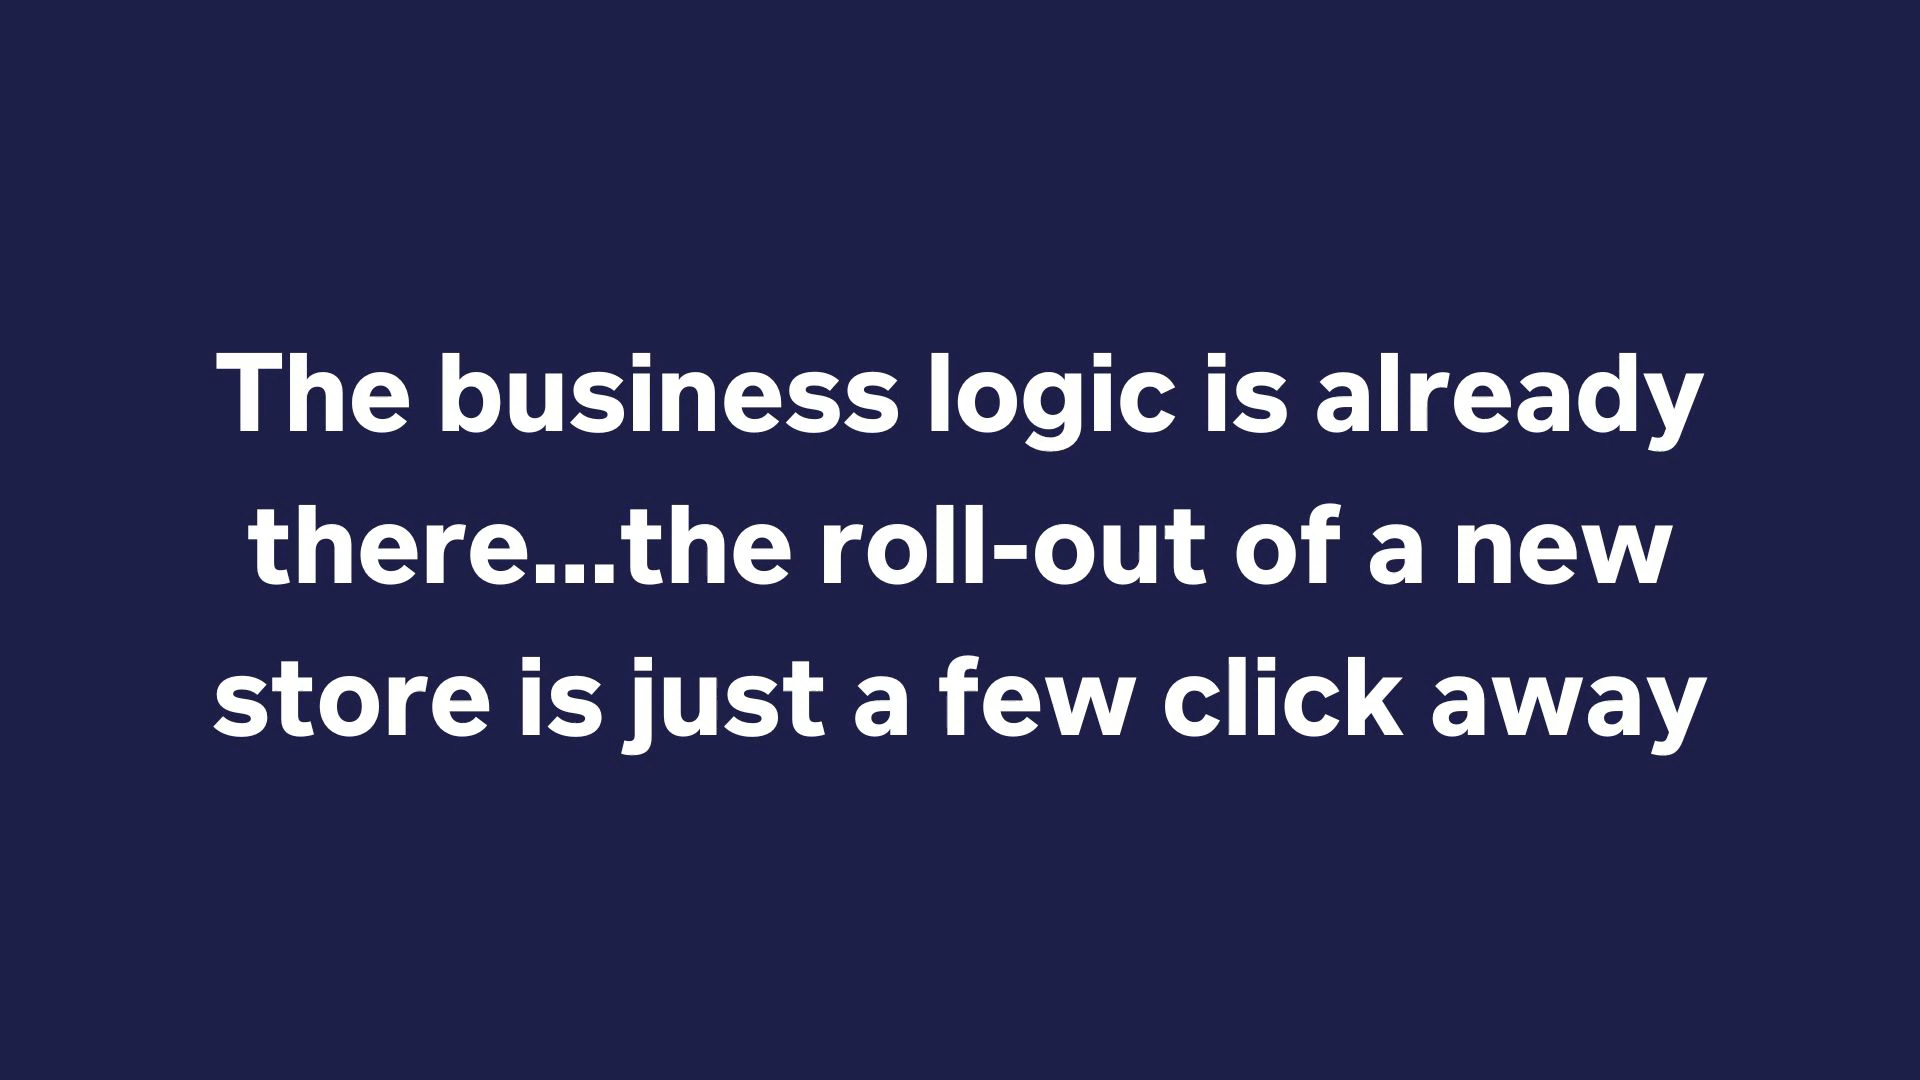 The business logic is already
there...the roll-out of a new
store is just a few click away